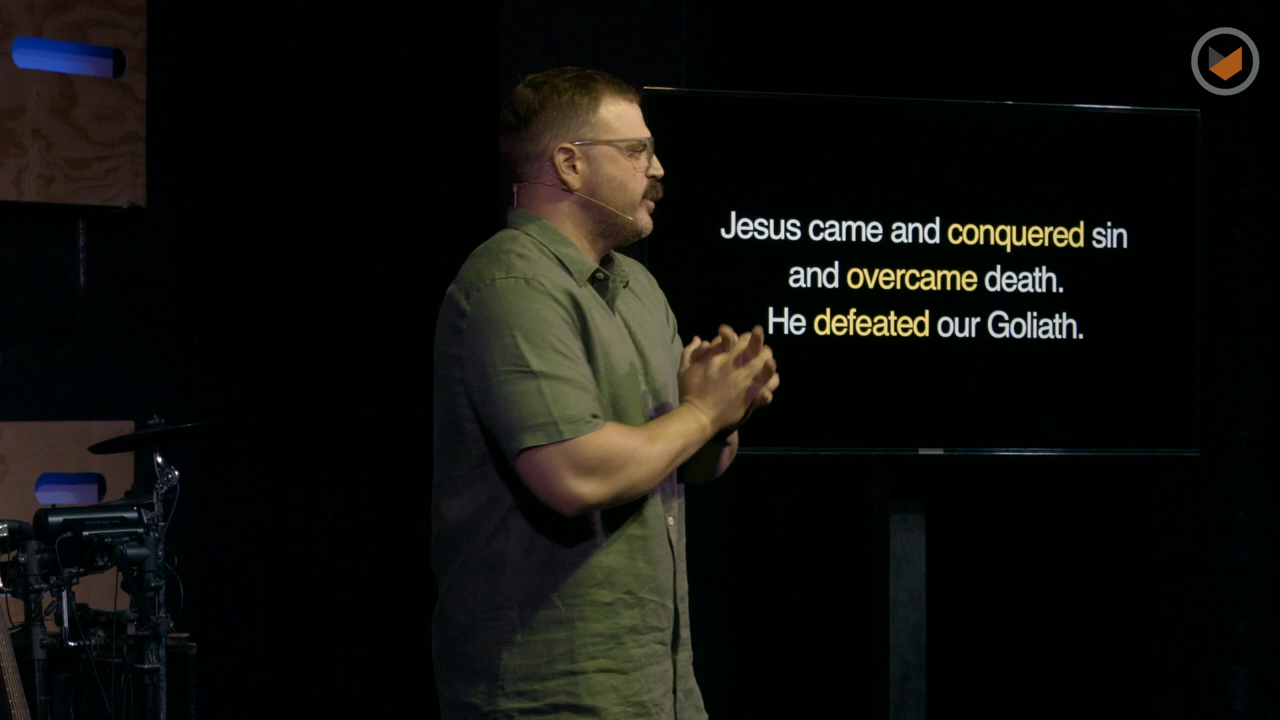 Jesus came and conquered sin
and overcame death.
He defeated our Goliath.